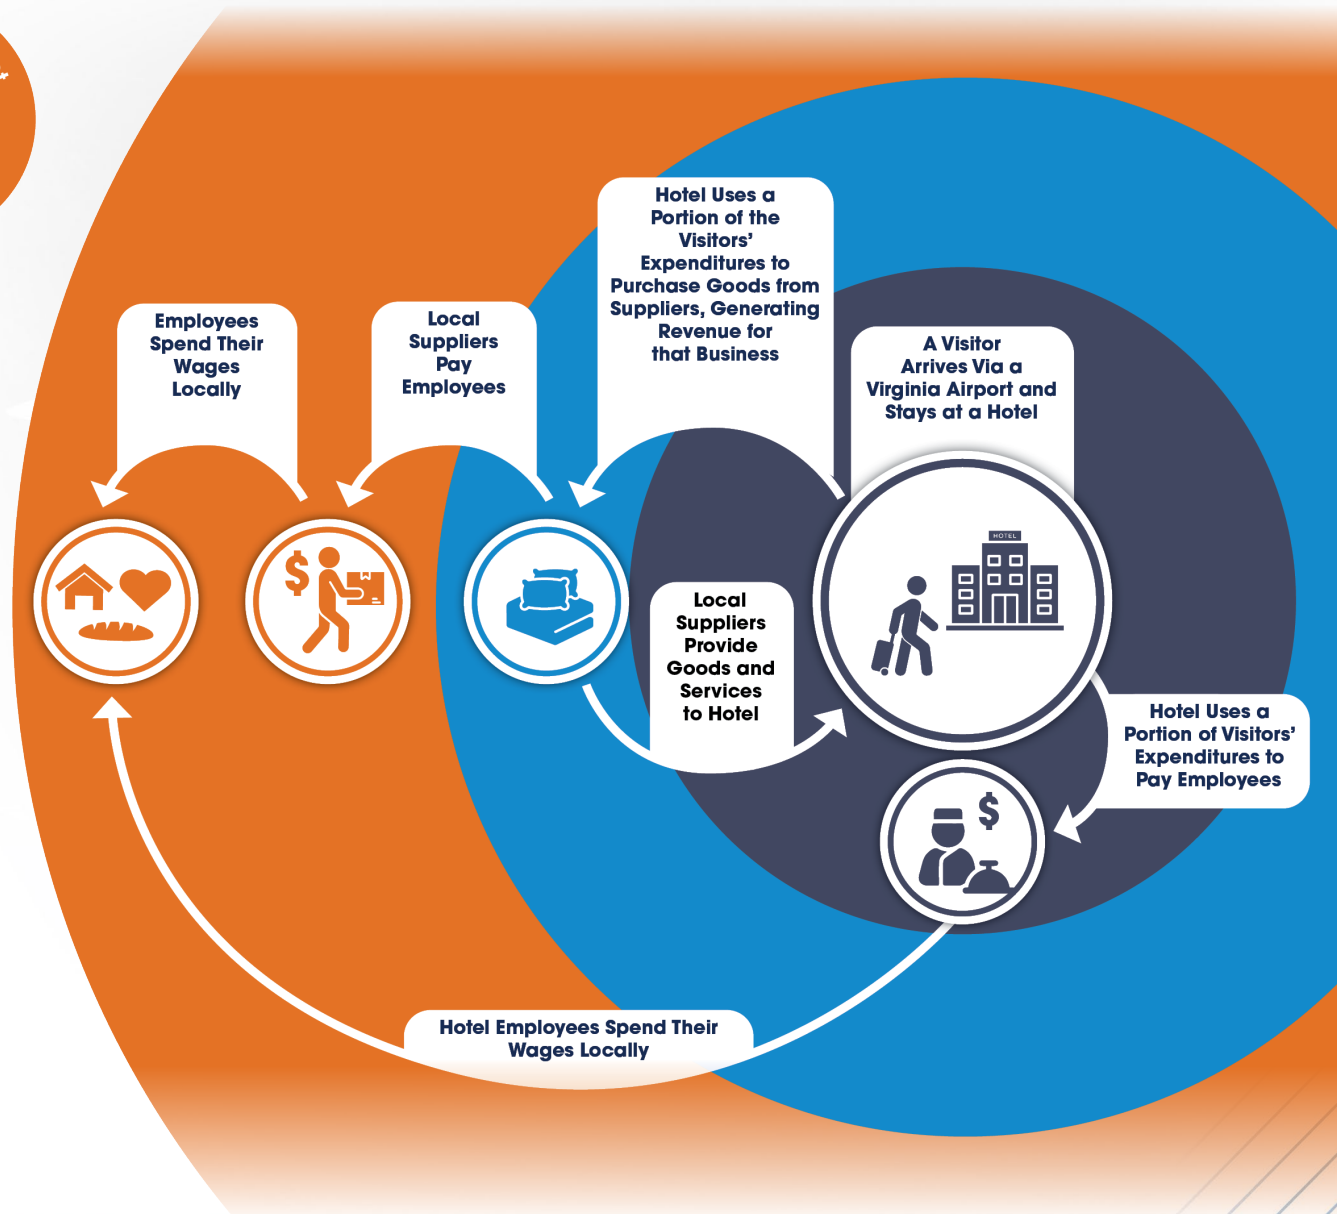 Hotel Uses a
Portion of the
Visitors’
Expenditures to
Purchase Goods from
Suppliers, Generating
Revenue for
that Business
Employees
Spend Their
Wages
Locally
Local
Suppliers
Pay
Employees
A Visitor
Arrives Via a
Virginia Airport and
Stays at a Hotel
HOTEL
$
Local
Suppliers
Provide
Goods and
Services
to Hotel
Hotel Uses a
Portion of Visitors’
Expenditures to
Pay Employees
$
Hotel Employees Spend Their
Wages Locally